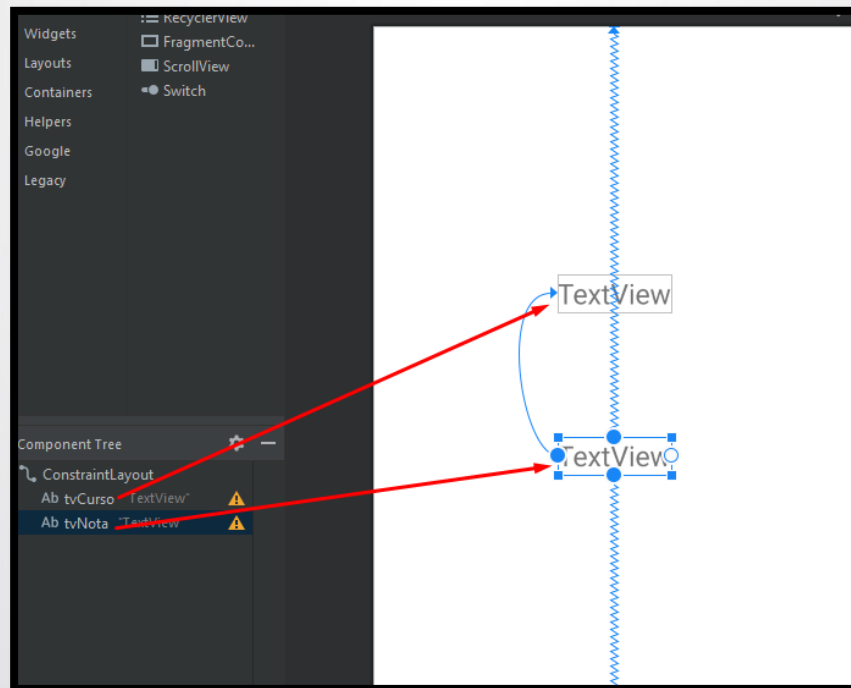 RecyclerView
Widgets
FragmentCo...
Layouts
ScrollView
Containers
Switch
Helpers
Google
Legacy
TextView
Component Tree
TextView
ConstraintLayout
Ab tvCurso "TextView"
Ab tvNota "TextView"